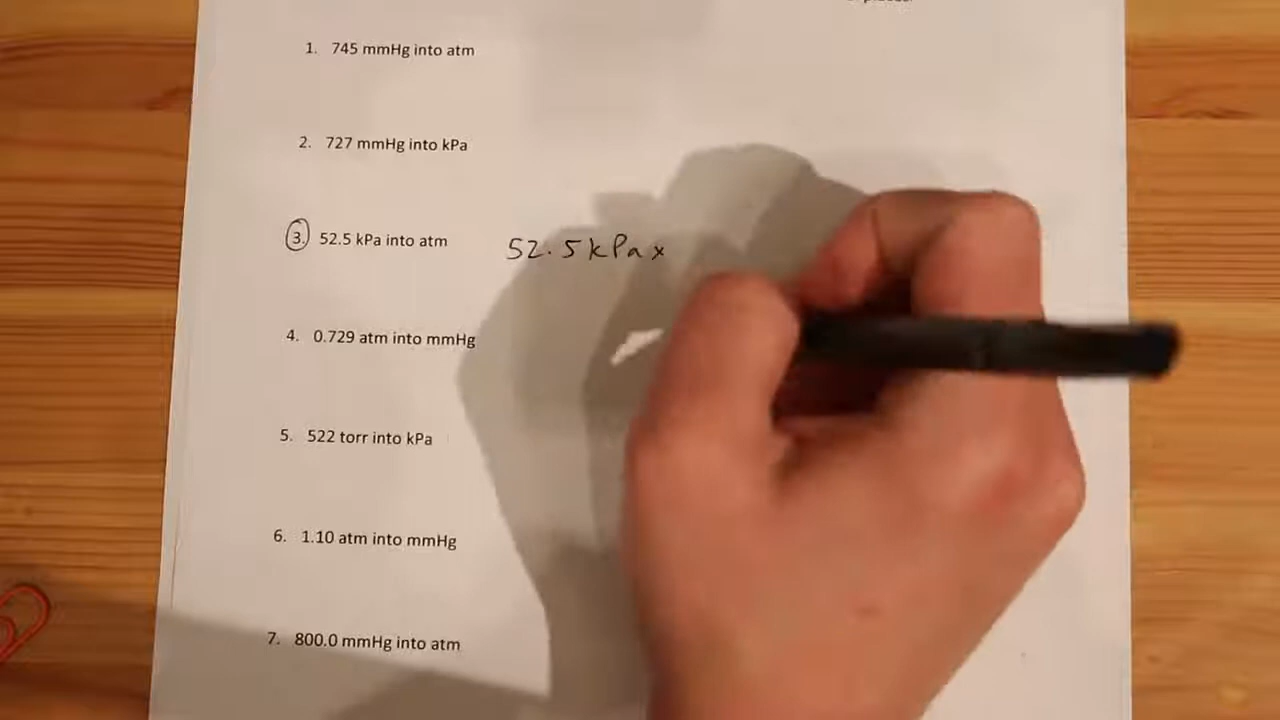 1. 745 mmHg into atm
2. 727 mmHg into kPa
3. 52.5 kPa into atm 52.5 kPa x
4. 0.729 atm into mmHg
5. 522 torr into kPa
6. 1.10 atm into mmHg
7. 800.0 mmHg into atm